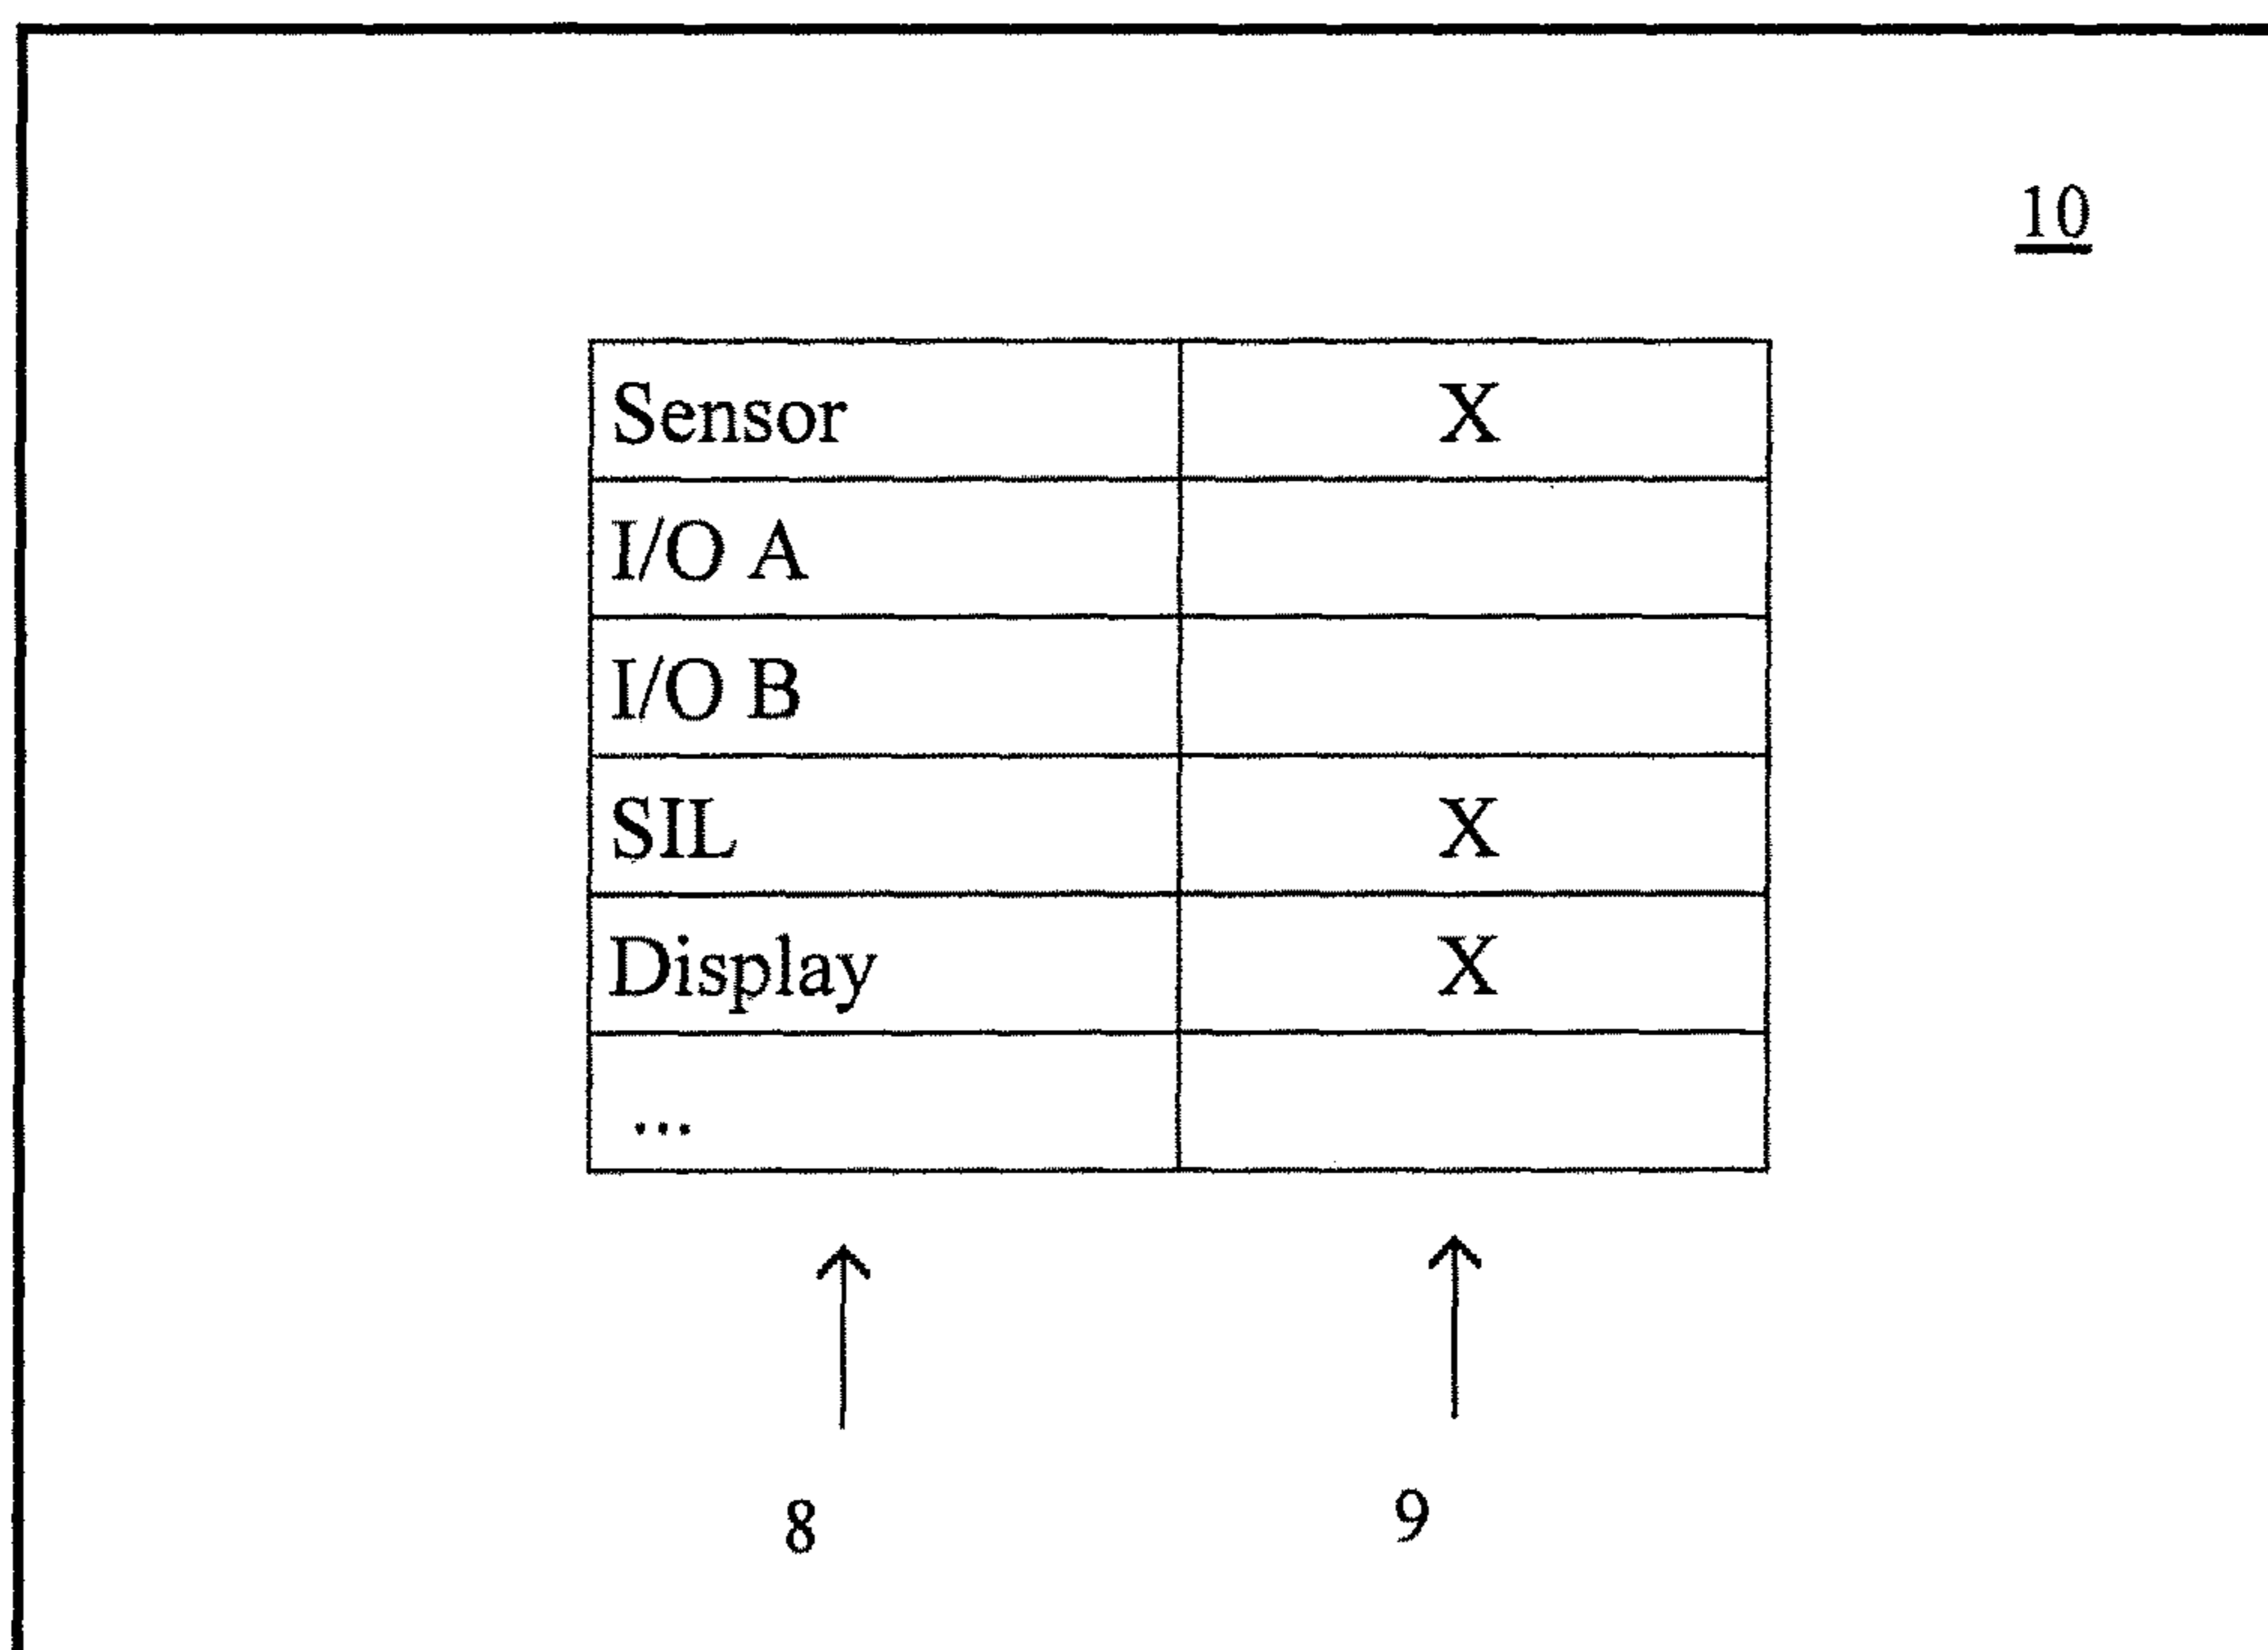 10
Sensor X
I/O A
I/O B
SIL X
Display X
...
8 9